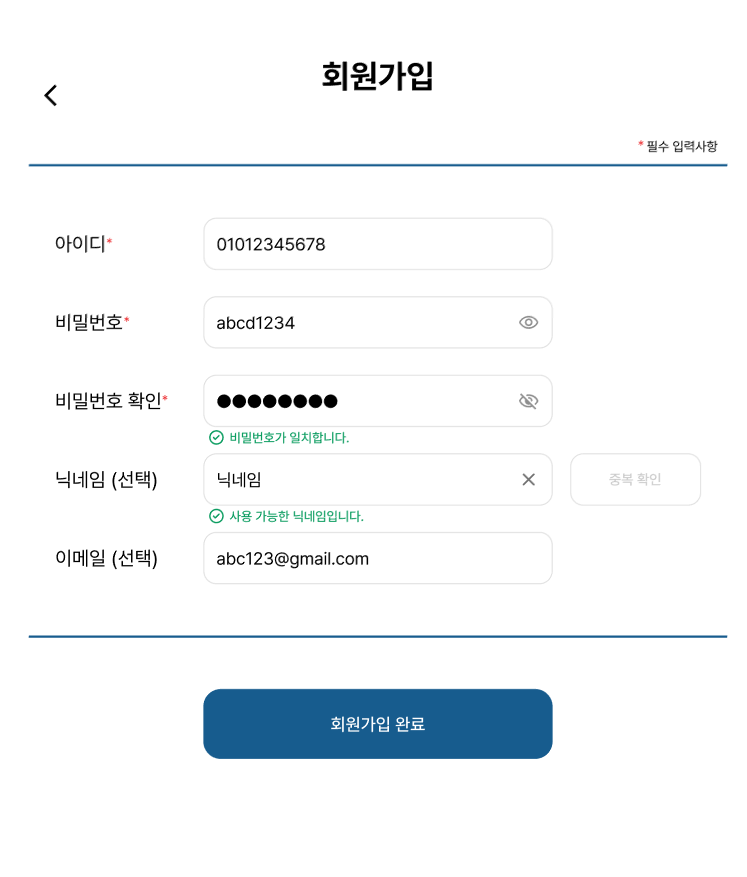 회원가입
* 필수 입력사항
아이디* 01012345678
비밀번호* abcd1234
비밀번호 확인* ●●●●●●●●
비밀번호가 일치합니다.
닉네임 (선택) 닉네임 중복 확인
사용 가능한 닉네임입니다.
이메일 (선택) abc123@gmail.com
회원가입 완료